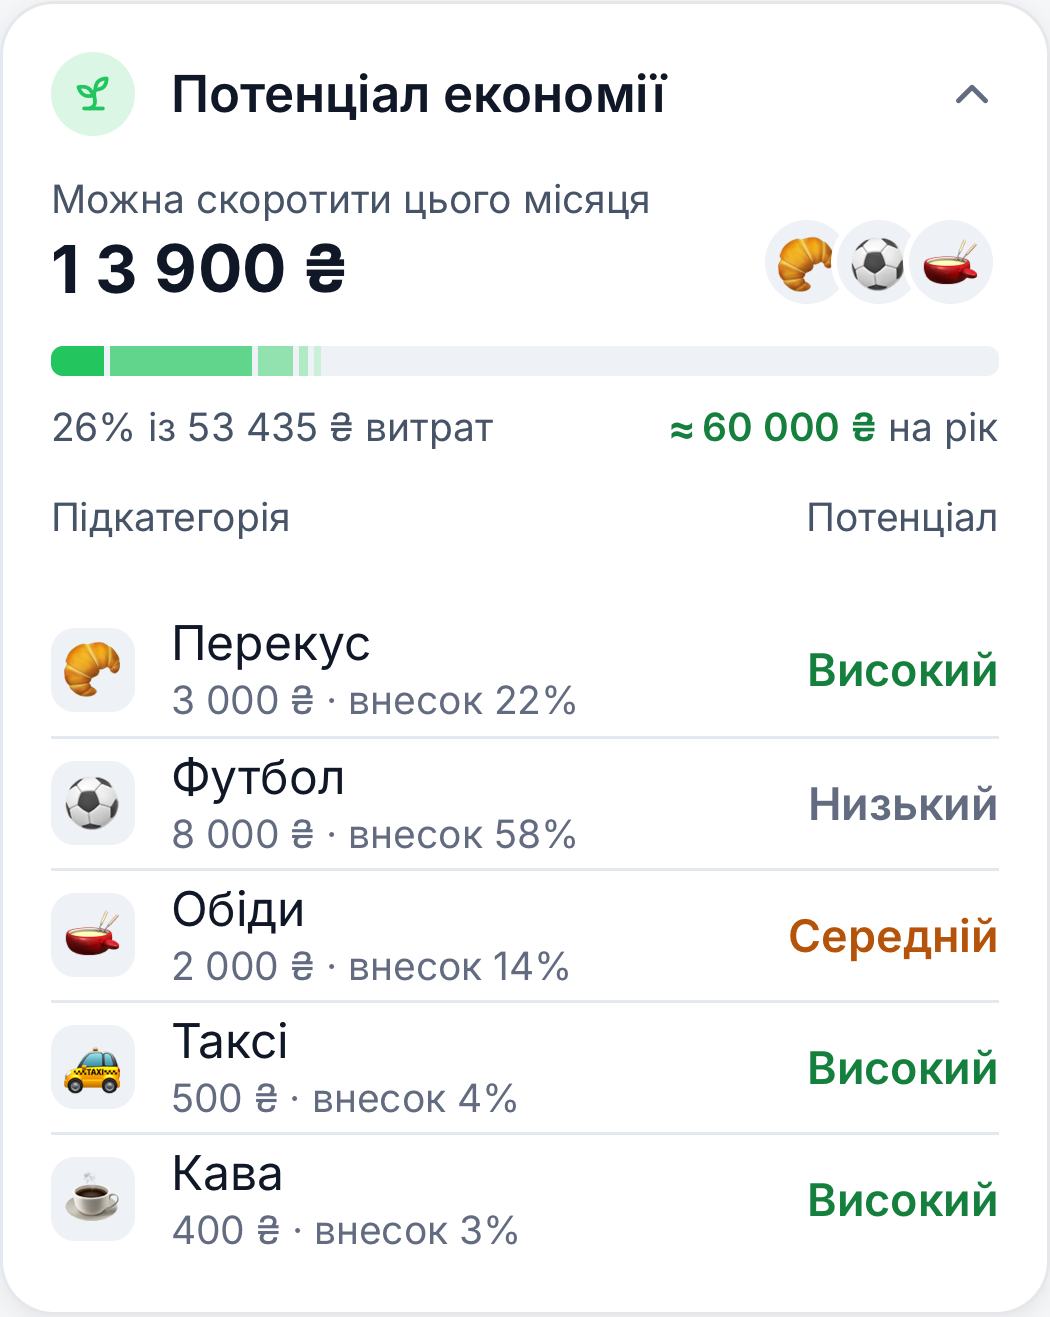 Потенціал економії
Можна скоротити цього місяця
13 900 ₴
26% із 53 435 ₴ витрат
≈ 60 000 ₴ на рік
Підкатегорія
Потенціал
Перекус
3 000 ₴ · внесок 22%
Високий
Футбол
8 000 ₴ · внесок 58%
Низький
Обіди
2 000 ₴ · внесок 14%
Середній
TAXI
Таксі
500 ₴ · внесок 4%
Високий
Кава
400 ₴ · внесок 3%
Високий